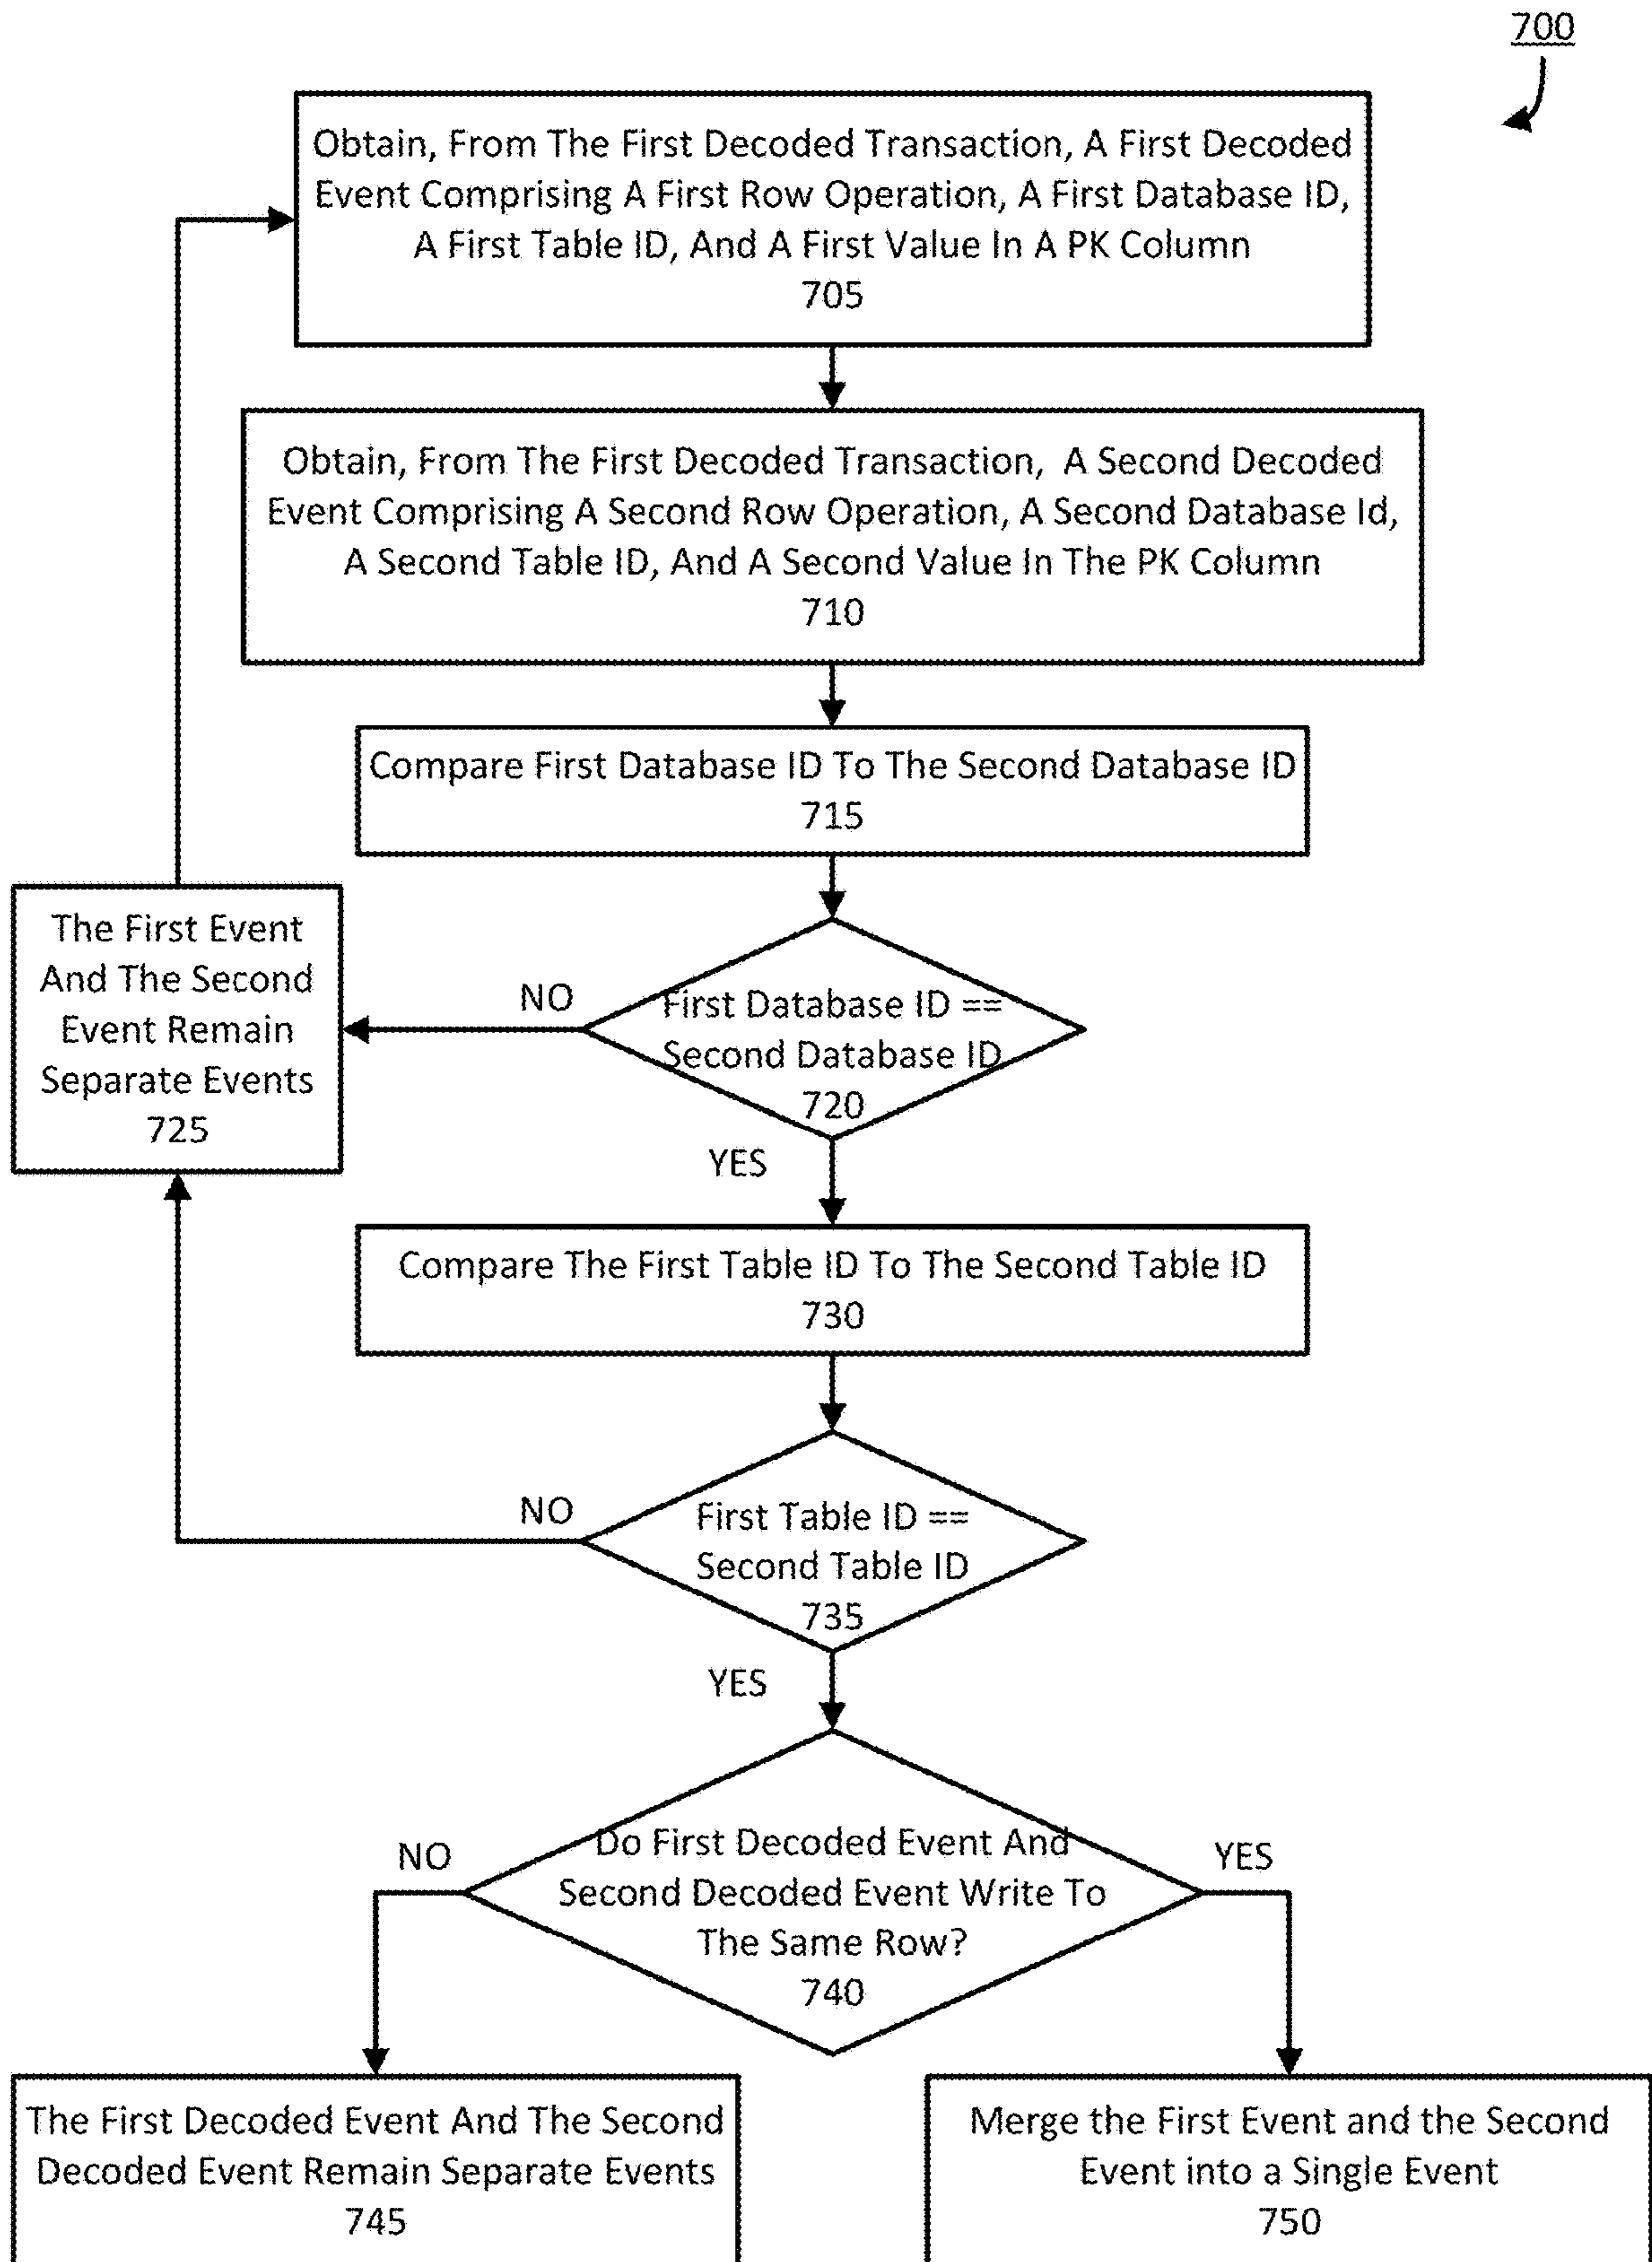 700
Obtain, From The First Decoded Transaction, A First Decoded
Event Comprising A First Row Operation, A First Database ID,
A First Table ID, And A First Value In A PK Column
705
Obtain, From The First Decoded Transaction, A Second Decoded
Event Comprising A Second Row Operation, A Second Database Id,
A Second Table ID, And A Second Value In The PK Column
710
Compare First Database ID To The Second Database ID
715
The First Event
And The Second
Event Remain
Separate Events
725
NO
First Database ID ==
Second Database ID
720
YES
Compare The First Table ID To The Second Table ID
730
NO
First Table ID ==
Second Table ID
735
YES
NO
Do First Decoded Event And
Second Decoded Event Write To
The Same Row?
740
YES
The First Decoded Event And The Second
Decoded Event Remain Separate Events
745
Merge the First Event and the Second
Event into a Single Event
750